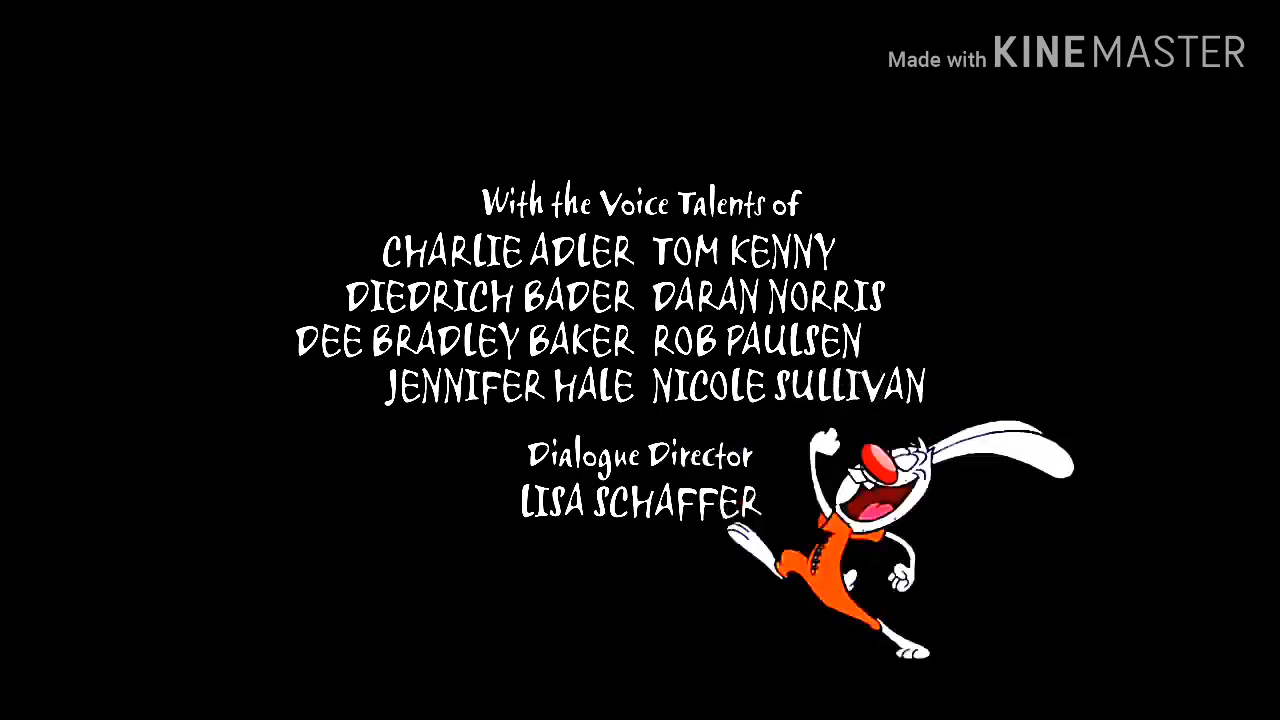 Made with KINEMASTER
With the Voice Talents of
CHARLIE ADLER TOM KENNY
DIEDRICH BADER DARAN NORRIS
DEE BRADLEY BAKER ROB PAULSEN
JENNIFER HALE NICOLE SULLIVAN
Dialogue Director
LISA SCHAFFER